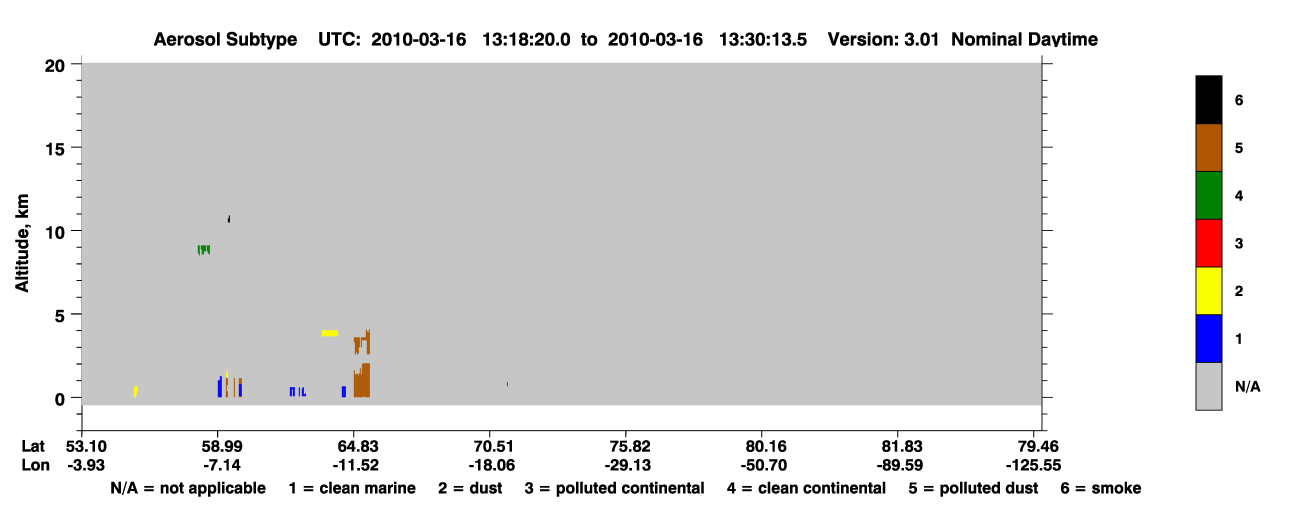 Aerosol Subtype UTC: 2010-03-16 13:18:20.0 to 2010-03-16 13:30:13.5 Version: 3.01 Nominal Daytime
20
15
10
5
0
Altitude, km
6
5
4
3
2
1
N/A
Lat 53.10 58.99 64.83 70.51 75.82 80.16 81.83 79.46
Lon -3.93 -7.14 -11.52 -18.06 -29.13 -50.70 -89.59 -125.55
N/A = not applicable 1 = clean marine 2 = dust 3 = polluted continental 4 = clean continental 5 = polluted dust 6 = smoke